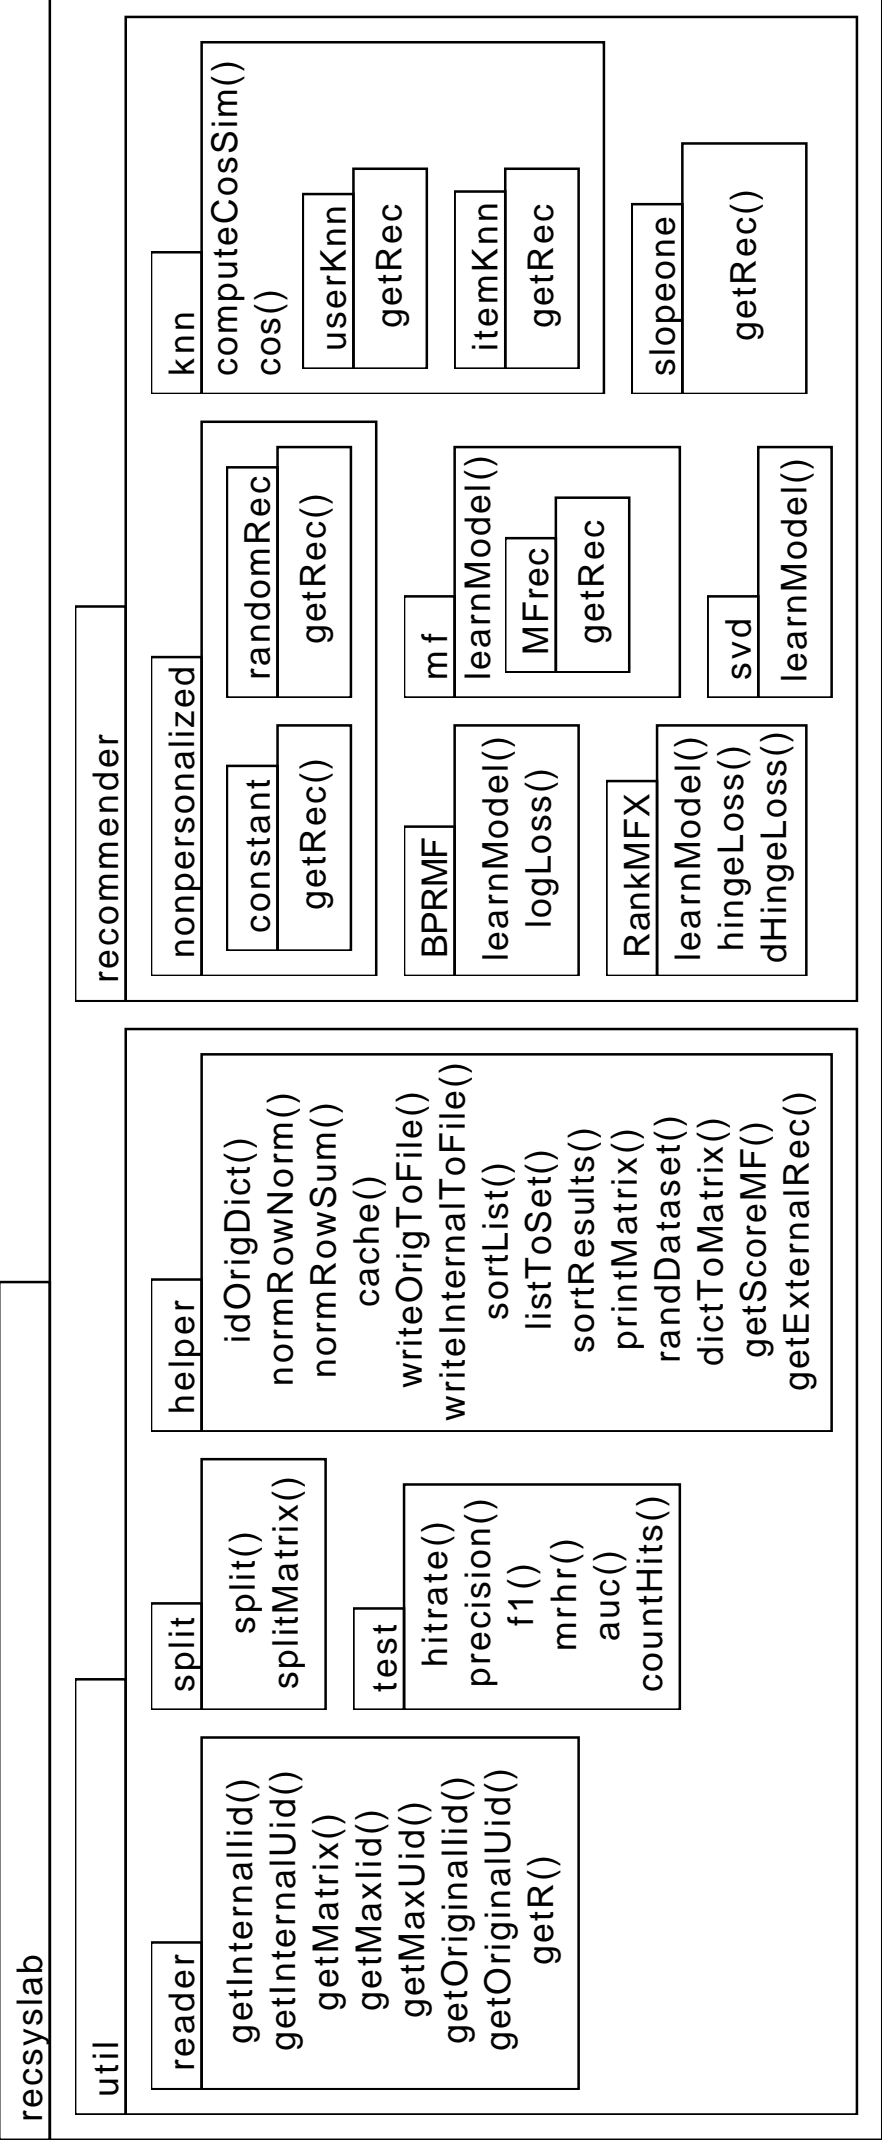 recsyslab
util
reader
getInternalIid()
getInternalUid()
getMatrix()
getMaxIid()
getMaxUid()
getOriginalIid()
getOriginalUid()
getR()
split
split()
splitMatrix()
test
hitrate()
precision()
f1()
mrhr()
auc()
countHits()
helper
idOrigDict()
normRowNorm()
normRowSum()
cache()
writeOrigToFile()
writeInternalToFile()
sortList()
listToSet()
sortResults()
printMatrix()
randDataset()
dictToMatrix()
getScoreMF()
getExternalRec()
recommender
nonpersonalized
constant
getRec()
randomRec
getRec()
knn
computeCosSim()
cos()
userKnn
getRec
itemKnn
getRec
BPRMF
learnModel()
logLoss()
mf
learnModel()
MFrec
getRec
RankMFX
learnModel()
hingeLoss()
dHingeLoss()
svd
learnModel()
slopeone
getRec()